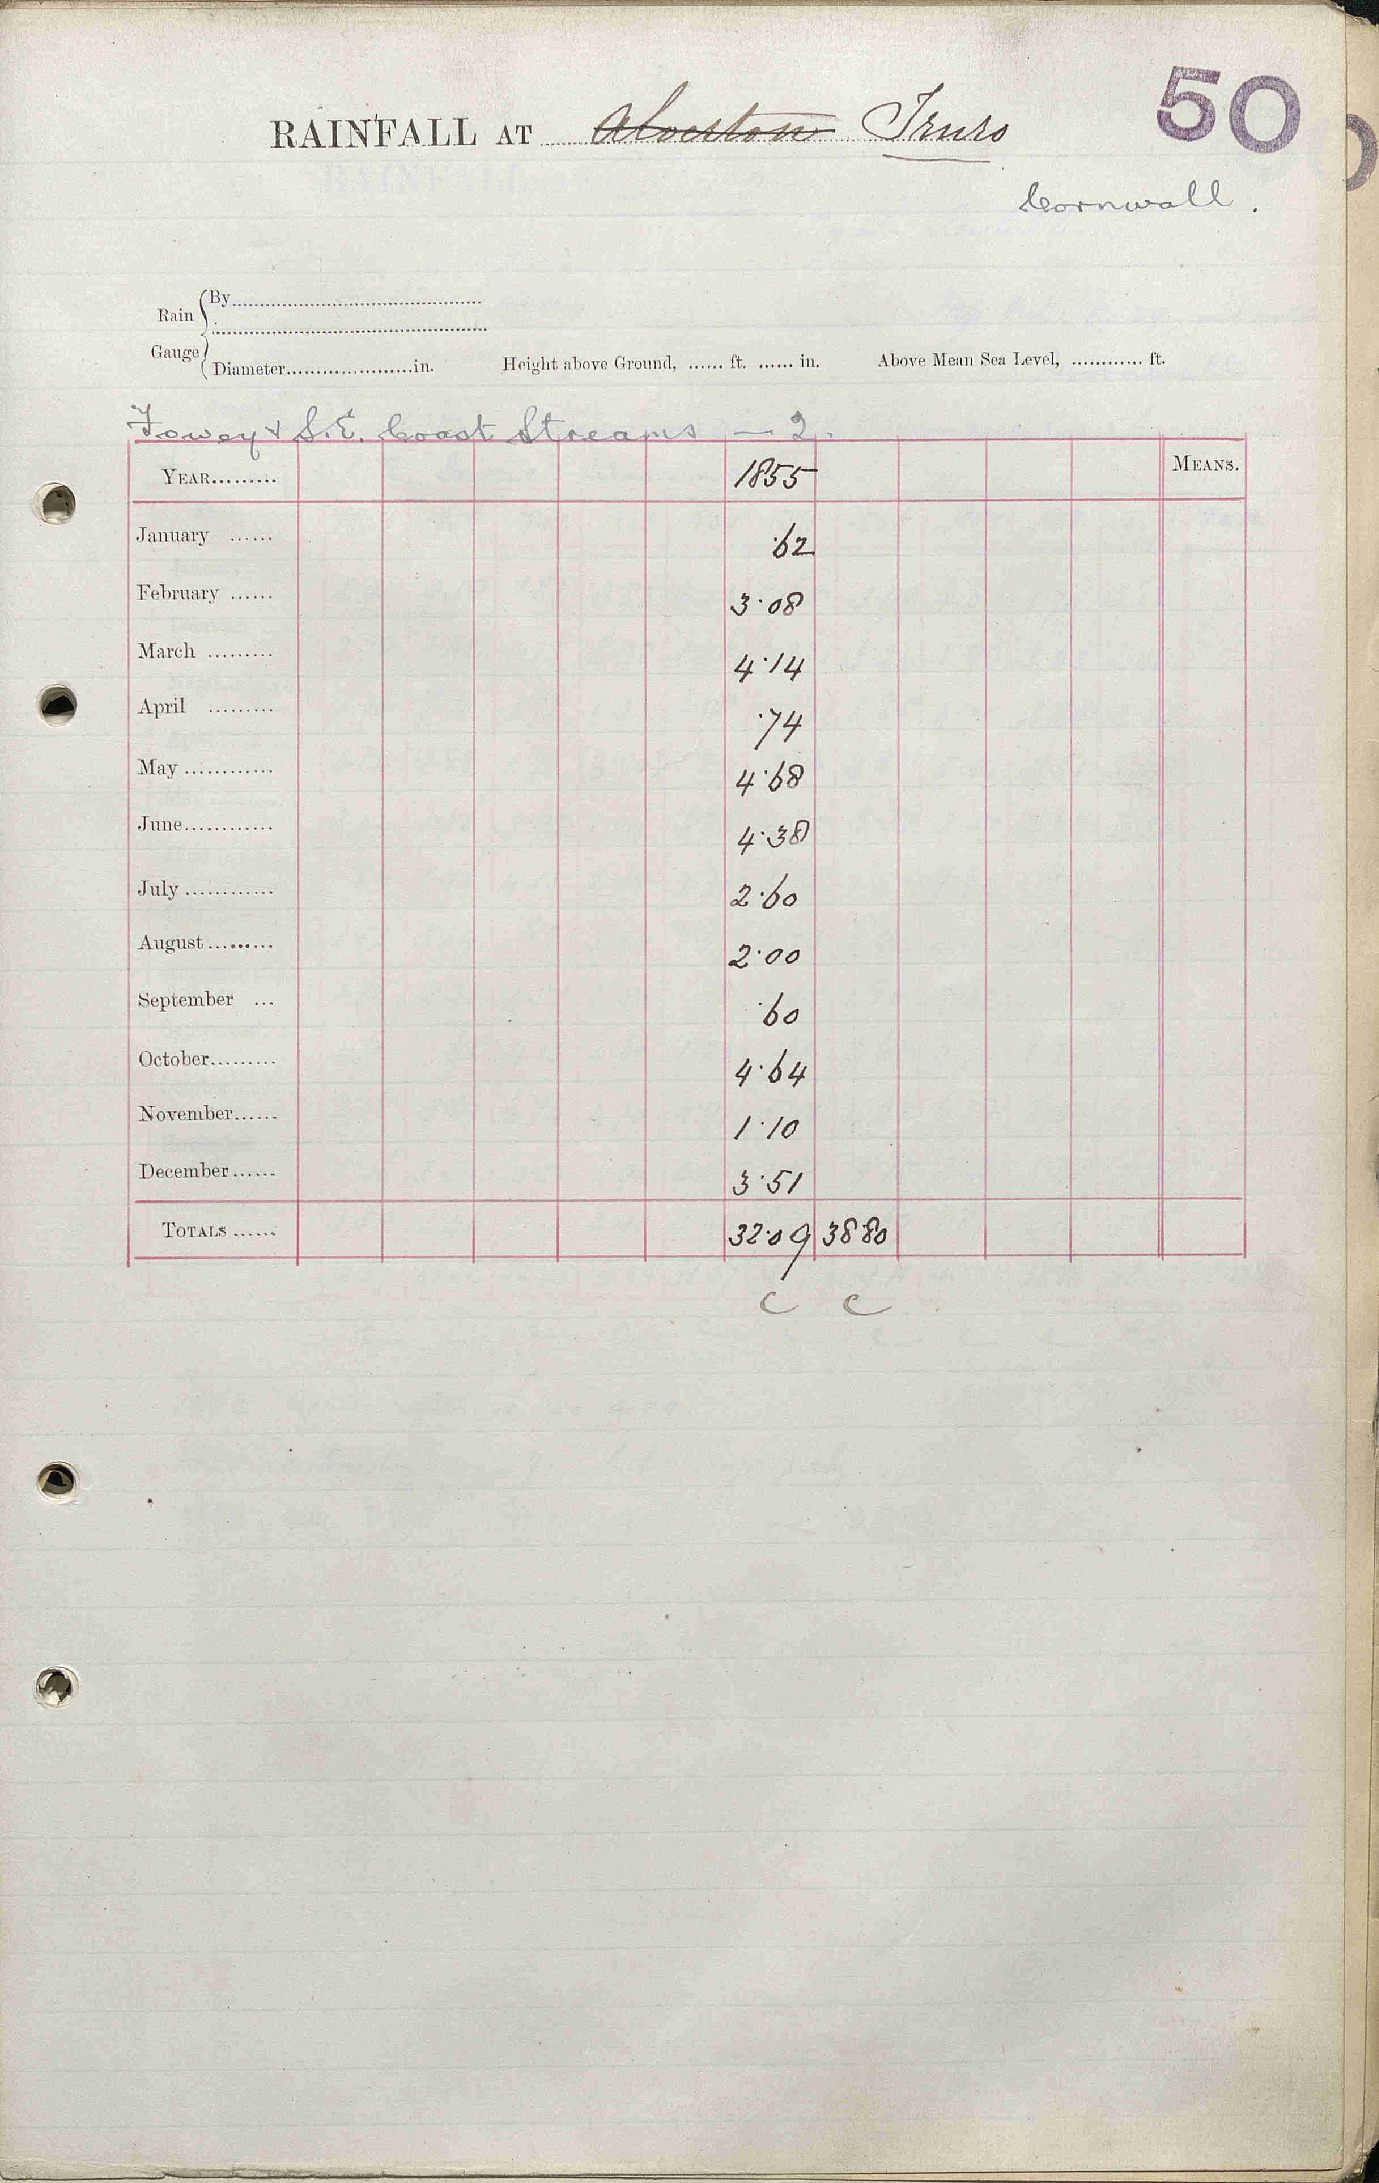 50
RAINFALL AT Alverton Truro
Cornwall.
Rain Gauge { By
Diameter in. Height above Ground, ...... ft. ...... in. Above Mean Sea Level, ............ ft.
Fowey & S.E. Coast Streams — 2.
YEAR......... 1855 MEANS.
January ...... ·62
February ...... 3·08
March ......... 4·14
April ......... ·74
May ............ 4·68
June............ 4·38
July ............ 2·60
August ......... 2·00
September ... ·60
October......... 4·64
November...... 1·10
December...... 3·51
TOTALS ...... 32·09 38 80
C C